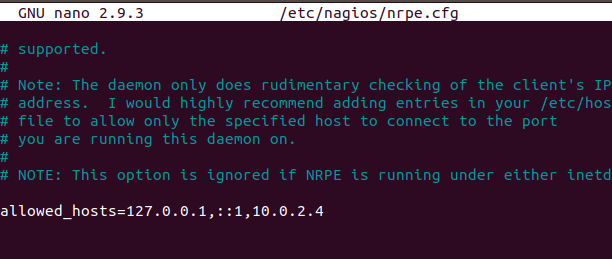 GNU nano 2.9.3 /etc/nagios/nrpe.cfg
# supported.
#
# Note: The daemon only does rudimentary checking of the client's IP
# address.  I would highly recommend adding entries in your /etc/hos
# file to allow only the specified host to connect to the port
# you are running this daemon on.
#
# NOTE: This option is ignored if NRPE is running under either inetd
allowed_hosts=127.0.0.1,::1,10.0.2.4